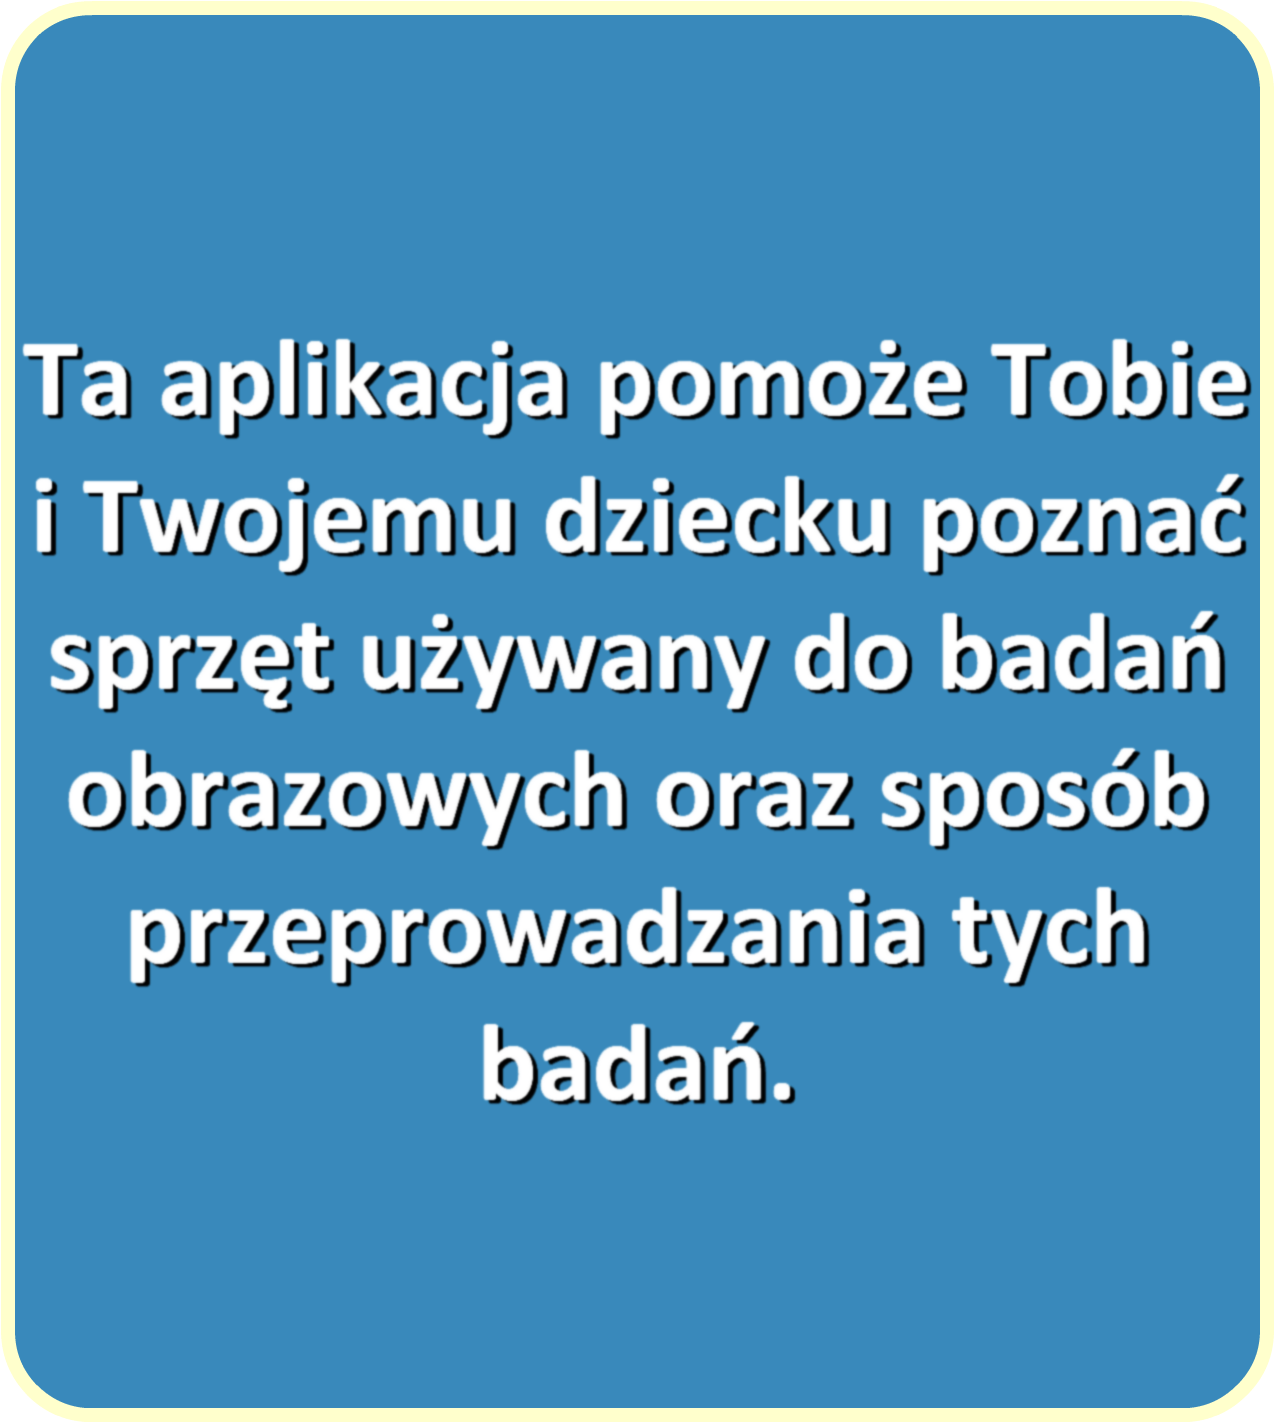 Ta aplikacja pomoże Tobie
i Twojemu dziecku poznać
sprzęt używany do badań
obrazowych oraz sposób
przeprowadzania tych
badań.